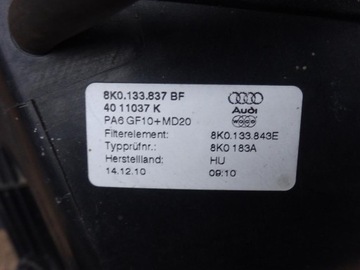 8K0.133.837 BF
40 11037 K
Audi
PA6 GF10+MD20
Filterelement: 8K0.133.843E
Typprüfnr.: 8K0 183A
Herstelland: HU
14.12.10 09:10